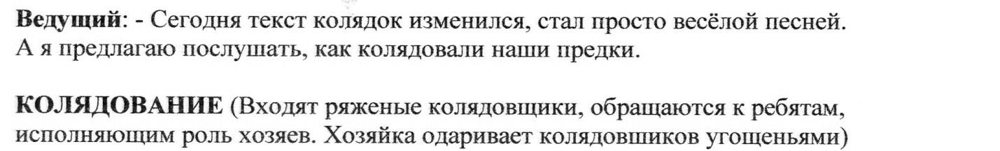 Ведущий: - Сегодня текст колядок изменился, стал просто весёлой песней.
А я предлагаю послушать, как колядовали наши предки.
КОЛЯДОВАНИЕ (Входят ряженые колядовщики, обращаются к ребятам,
исполняющим роль хозяев. Хозяйка одаривает колядовщиков угощеньями)